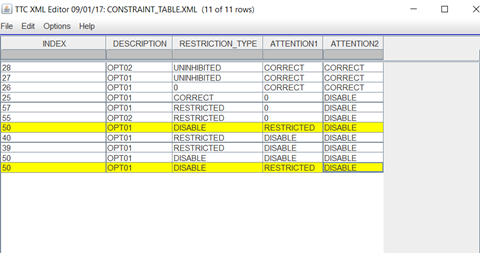 TTC XML Editor 09/01/17: CONSTRAINT_TABLE.XML (11 of 11 rows)
File Edit Options Help
INDEX DESCRIPTION RESTRICTION_TYPE ATTENTION1 ATTENTION2
28 OPT02 UNINHIBITED CORRECT CORRECT
27 OPT01 UNINHIBITED CORRECT CORRECT
26 OPT01 0 CORRECT CORRECT
25 OPT01 CORRECT 0 DISABLE
57 OPT01 RESTRICTED 0 DISABLE
55 OPT02 RESTRICTED 0 DISABLE
50 OPT01 DISABLE RESTRICTED DISABLE
40 OPT01 RESTRICTED DISABLE DISABLE
39 OPT01 RESTRICTED DISABLE DISABLE
50 OPT01 DISABLE DISABLE DISABLE
50 OPT01 DISABLE RESTRICTED DISABLE